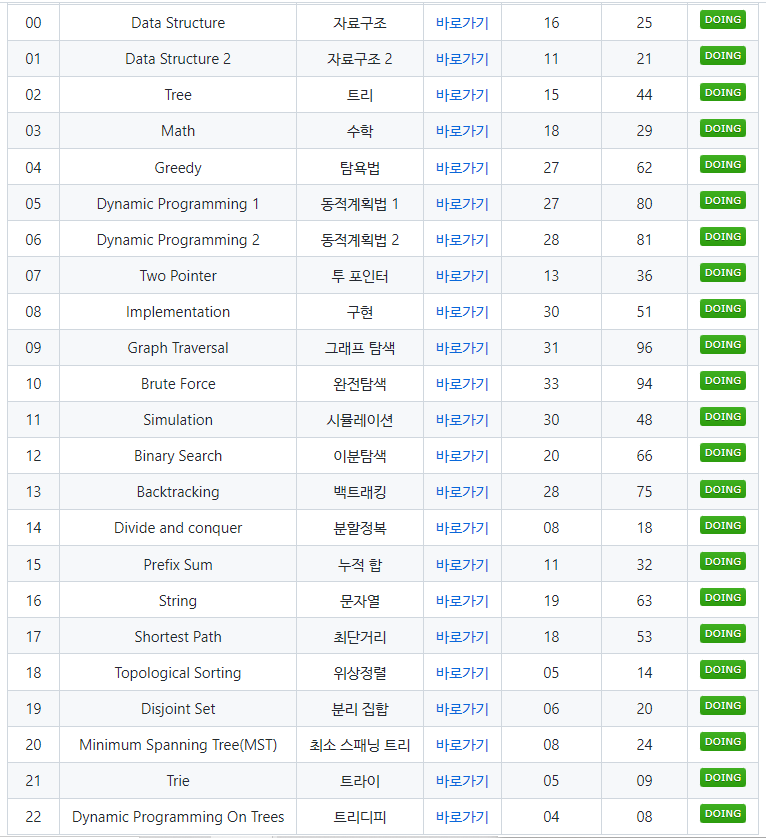 00 Data Structure 자료구조 바로가기 16 25 DOING
01 Data Structure 2 자료구조 2 바로가기 11 21 DOING
02 Tree 트리 바로가기 15 44 DOING
03 Math 수학 바로가기 18 29 DOING
04 Greedy 탐욕법 바로가기 27 62 DOING
05 Dynamic Programming 1 동적계획법 1 바로가기 27 80 DOING
06 Dynamic Programming 2 동적계획법 2 바로가기 28 81 DOING
07 Two Pointer 투 포인터 바로가기 13 36 DOING
08 Implementation 구현 바로가기 30 51 DOING
09 Graph Traversal 그래프 탐색 바로가기 31 96 DOING
10 Brute Force 완전탐색 바로가기 33 94 DOING
11 Simulation 시뮬레이션 바로가기 30 48 DOING
12 Binary Search 이분탐색 바로가기 20 66 DOING
13 Backtracking 백트래킹 바로가기 28 75 DOING
14 Divide and conquer 분할정복 바로가기 08 18 DOING
15 Prefix Sum 누적 합 바로가기 11 32 DOING
16 String 문자열 바로가기 19 63 DOING
17 Shortest Path 최단거리 바로가기 18 53 DOING
18 Topological Sorting 위상정렬 바로가기 05 14 DOING
19 Disjoint Set 분리 집합 바로가기 06 20 DOING
20 Minimum Spanning Tree(MST) 최소 스패닝 트리 바로가기 08 24 DOING
21 Trie 트라이 바로가기 05 09 DOING
22 Dynamic Programming On Trees 트리디피 바로가기 04 08 DOING